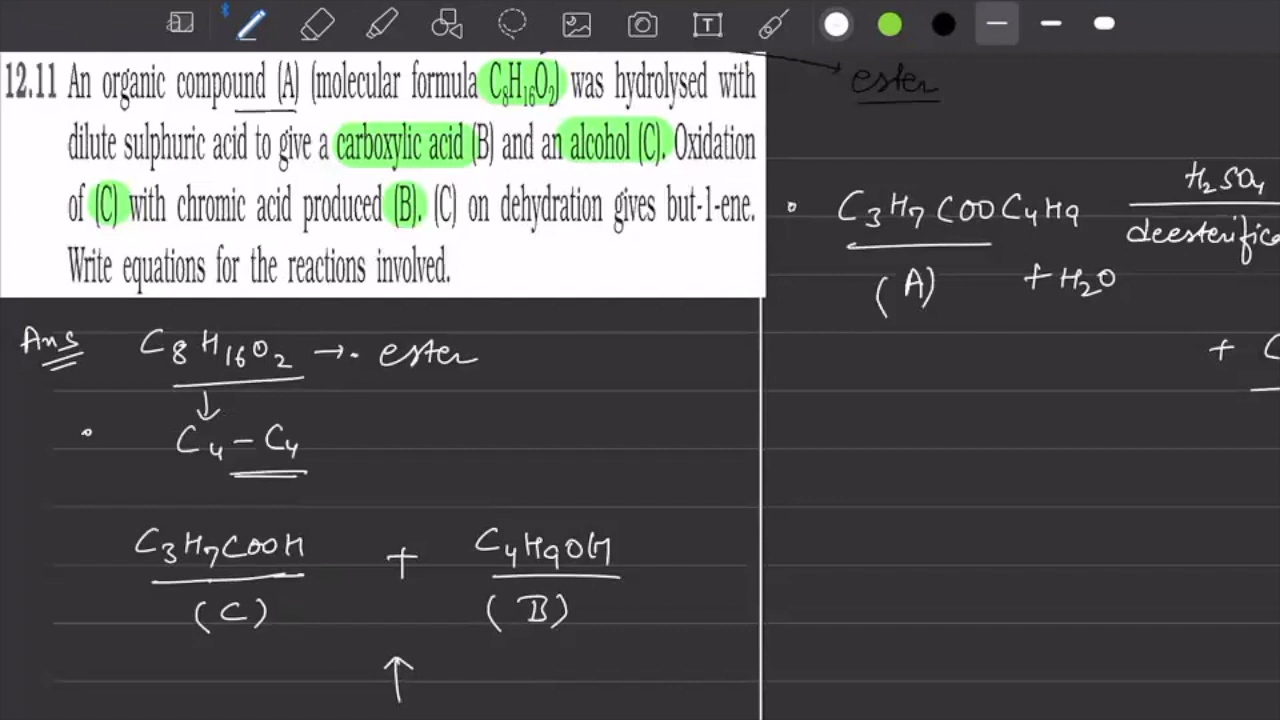 12.11 An organic compound (A) (molecular formula C₈H₁₆O₂) was hydrolysed with
dilute sulphuric acid to give a carboxylic acid (B) and an alcohol (C). Oxidation
of (C) with chromic acid produced (B). (C) on dehydration gives but-1-ene.
Write equations for the reactions involved.
Ans C₈H₁₆O₂ → . ester
↓
• C₄ – C₄
C₃H₇COOH + C₄H₉OH
(C) (B)
↑
→ ester
• C₃H₇COOC₄H₉ H₂SO₄
deesterifica
(A) + H₂O
+ C
T